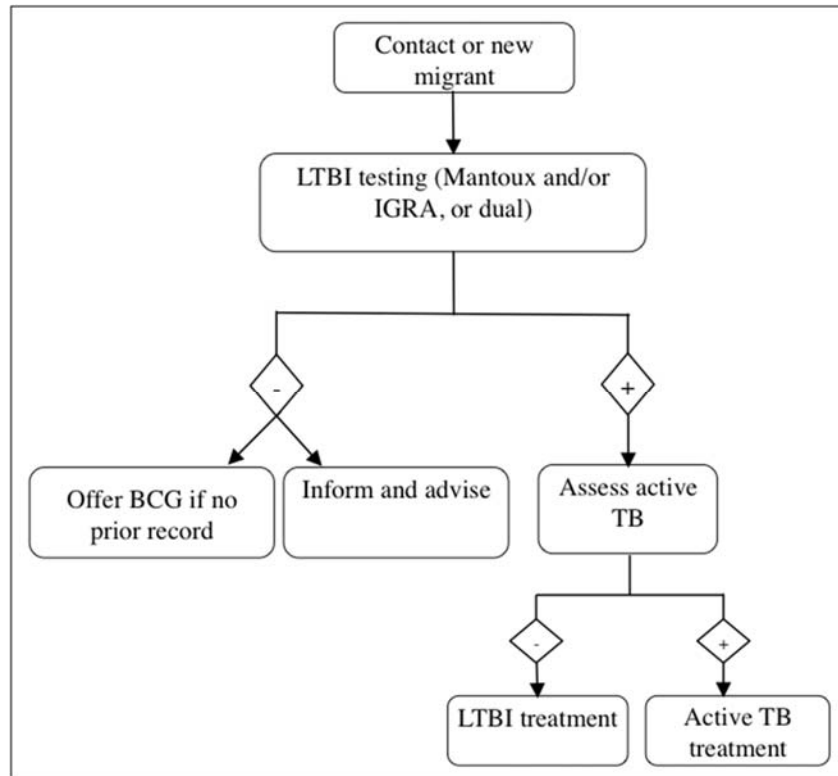 Contact or new
migrant
LTBI testing (Mantoux and/or
IGRA, or dual)
-
+
Offer BCG if no
prior record
Inform and advise
Assess active
TB
-
+
LTBI treatment
Active TB
treatment